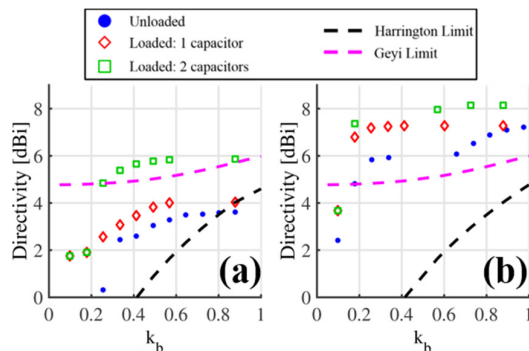 Unloaded
Loaded: 1 capacitor
Loaded: 2 capacitors
Harrington Limit
Geyi Limit
Directivity [dBi]
8
6
4
2
0
0 0.2 0.4 0.6 0.8 1
k_b
(a)
Directivity [dBi]
8
6
4
2
0
0 0.2 0.4 0.6 0.8 1
k_b
(b)